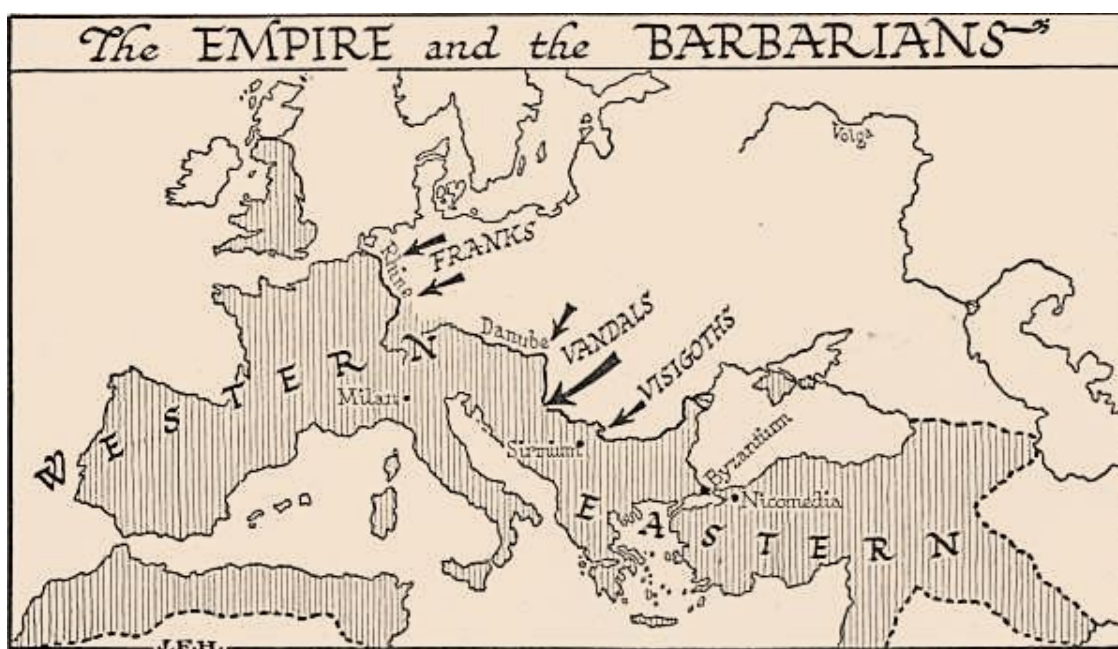 The EMPIRE and the BARBARIANS
Volga
Rhine
FRANKS
Danube
VANDALS
VISIGOTHS
WESTERN
Milan
Sirmium
Byzantium
Nicomedia
EASTERN
J.F.H.